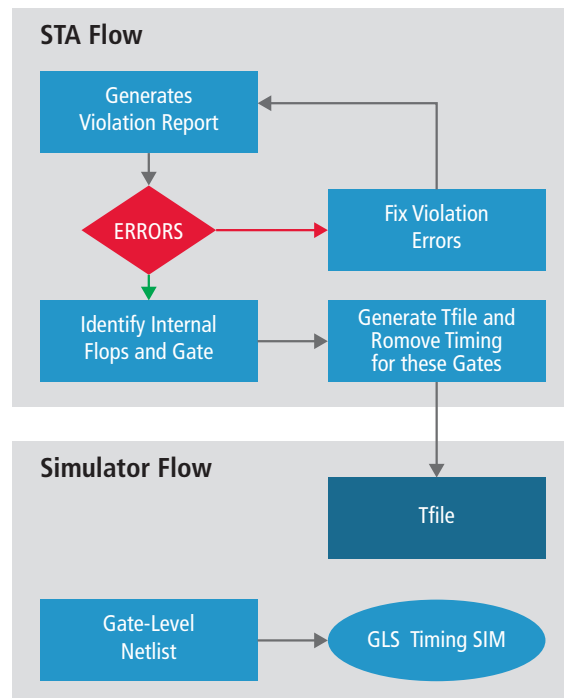 STA Flow
Generates
Violation Report
ERRORS
Fix Violation
Errors
Identify Internal
Flops and Gate
Generate Tfile and
Romove Timing
for these Gates
Simulator Flow
Tfile
Gate-Level
Netlist
GLS Timing SIM